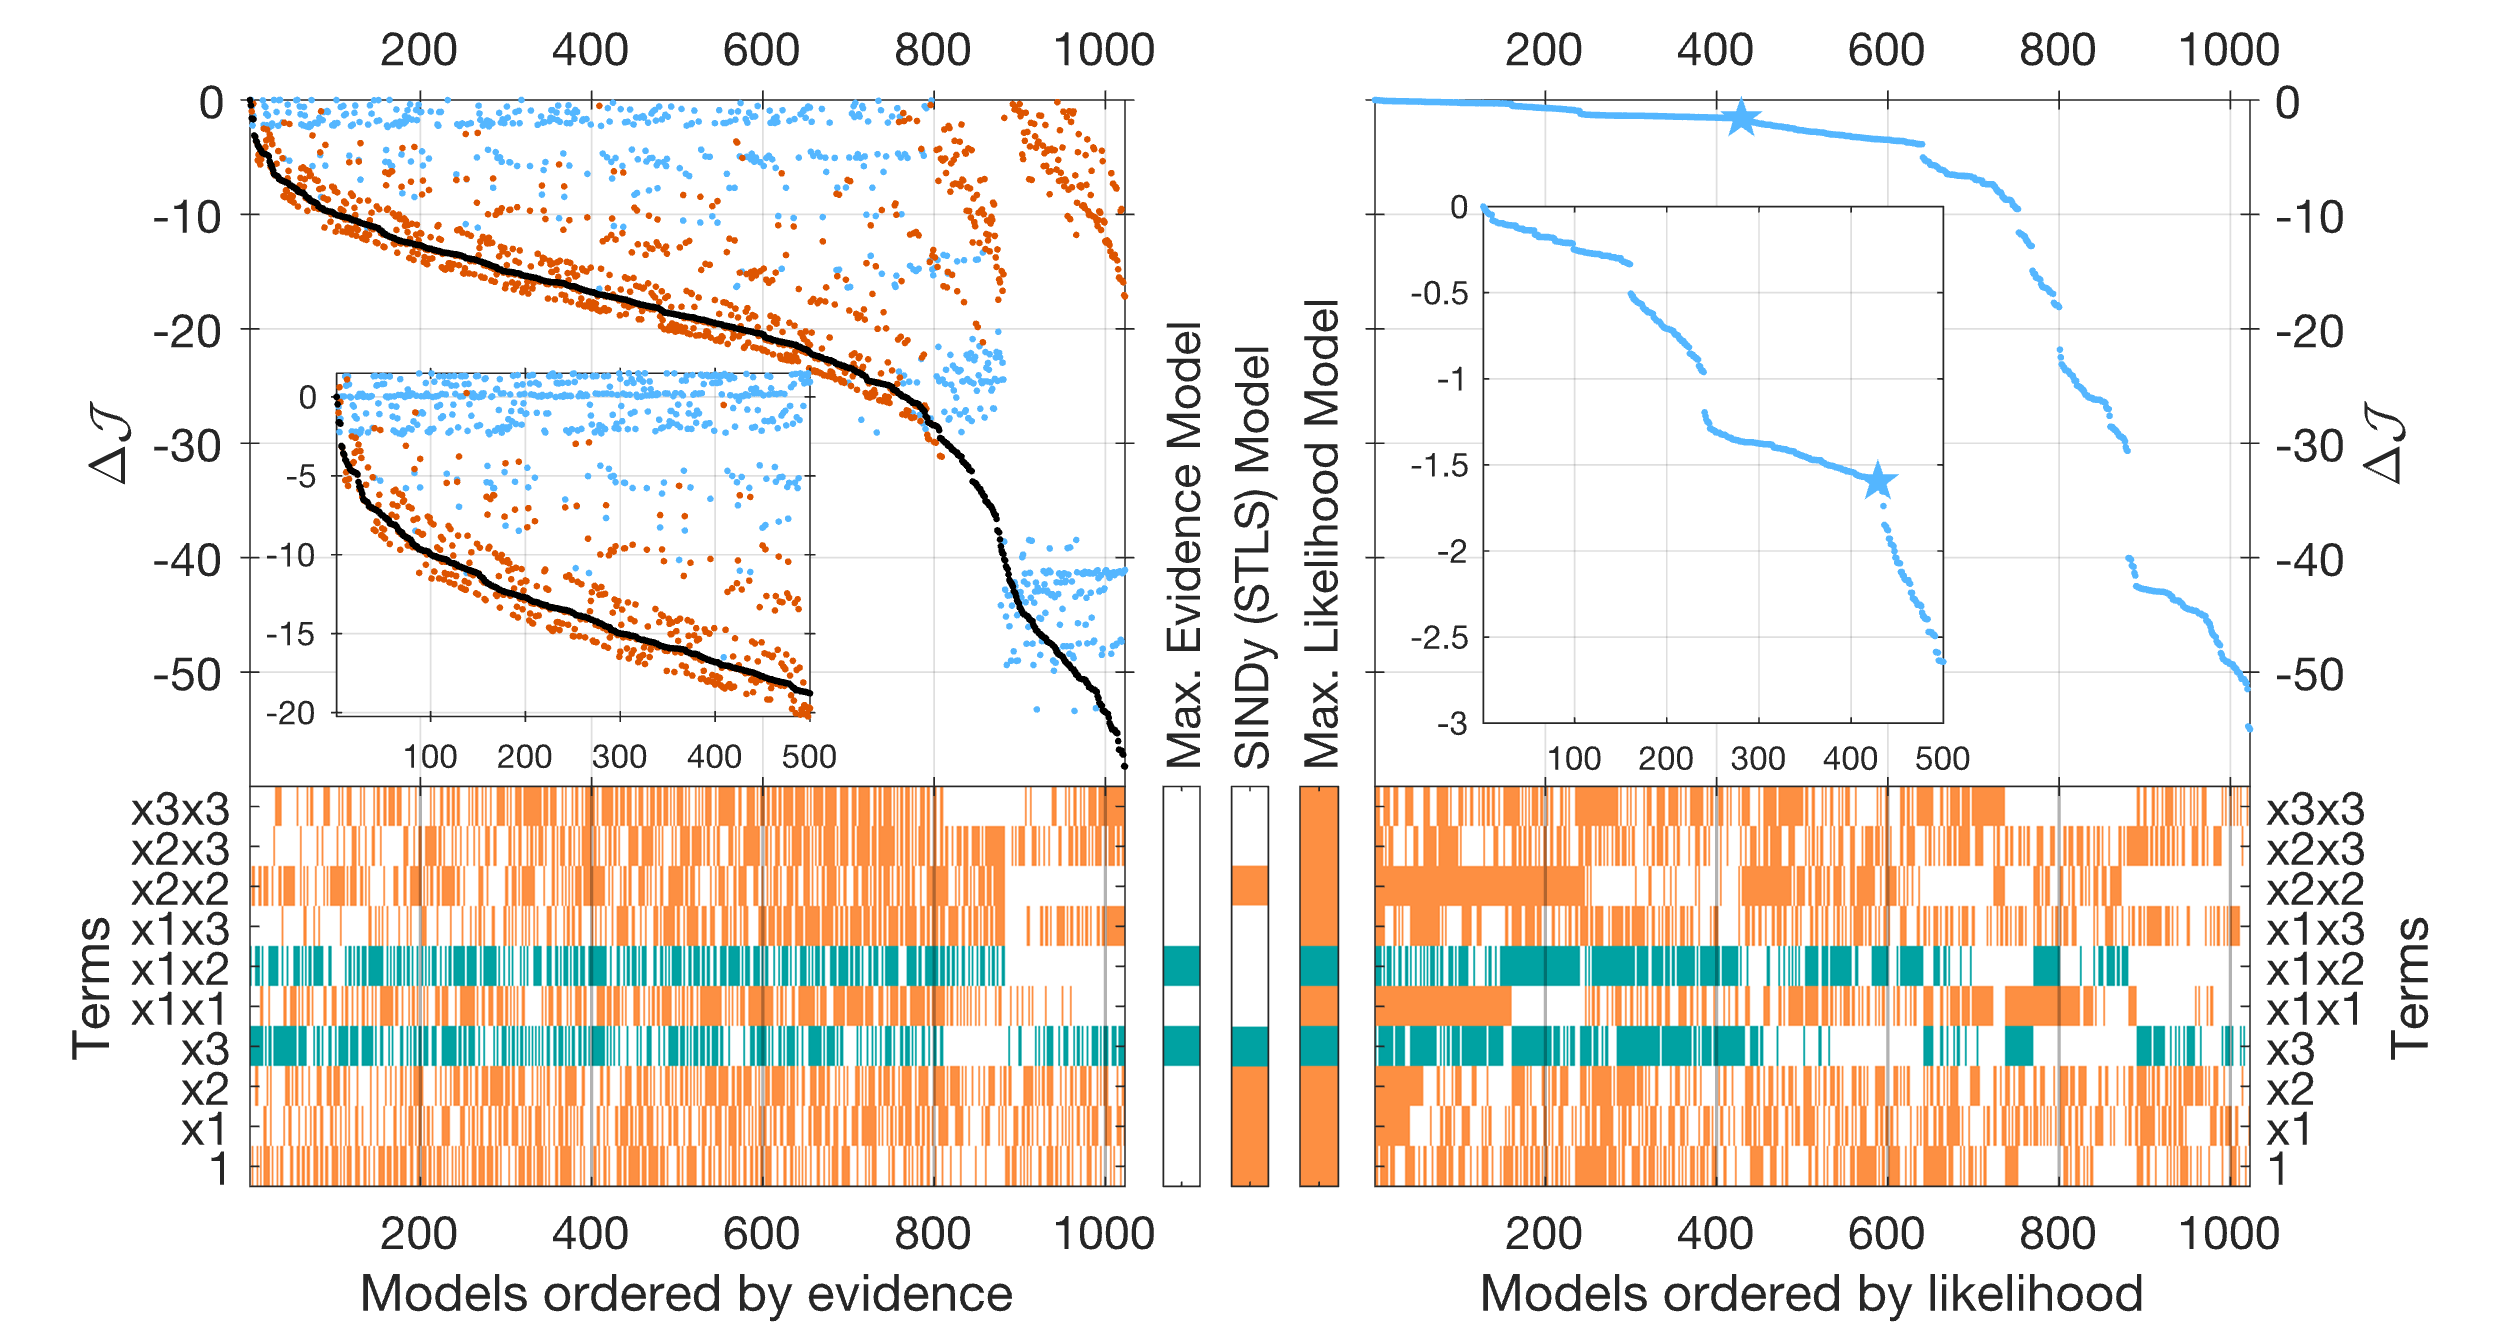 200 400 600 800 1000
0
-10
-20
-30
-40
-50
Δ𝒯
0
-5
-10
-15
-20
100 200 300 400 500
x3x3
x2x3
x2x2
x1x3
x1x2
x1x1
x3
x2
x1
1
Terms
200 400 600 800 1000
Models ordered by evidence
Max. Evidence Model
SINDy (STLS) Model
Max. Likelihood Model
200 400 600 800 1000
0
-10
-20
-30
-40
-50
Δ𝒯
0
-0.5
-1
-1.5
-2
-2.5
-3
100 200 300 400 500
x3x3
x2x3
x2x2
x1x3
x1x2
x1x1
x3
x2
x1
1
Terms
200 400 600 800 1000
Models ordered by likelihood